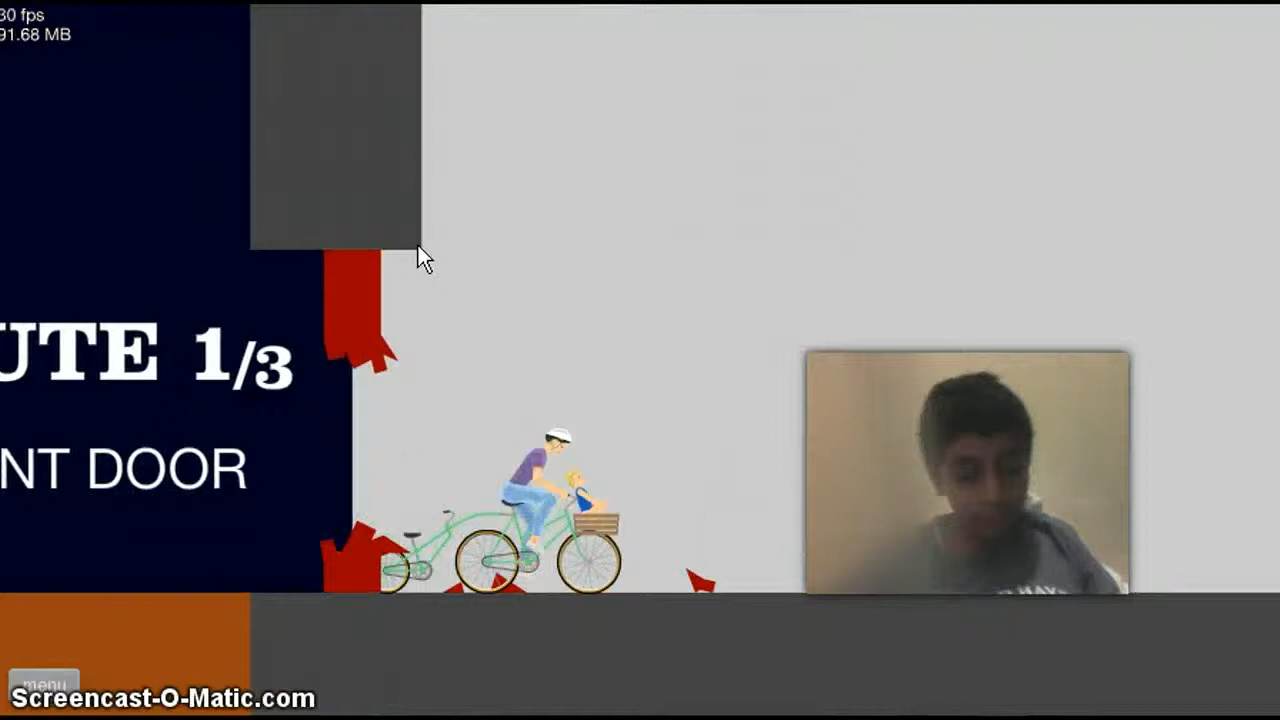 30 fps
91.68 MB
UTE 1/3
NT DOOR
menu
Screencast-O-Matic.com